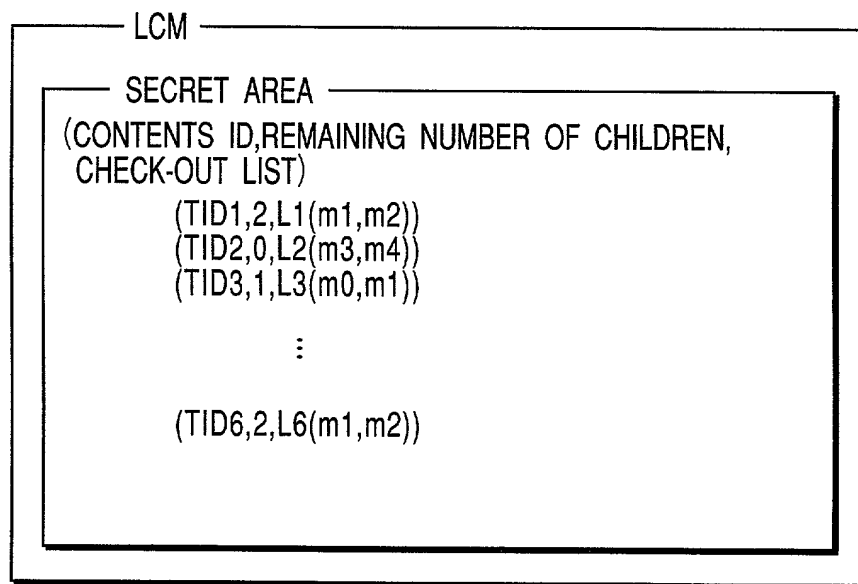 LCM
SECRET AREA
(CONTENTS ID,REMAINING NUMBER OF CHILDREN,
CHECK-OUT LIST)
(TID1,2,L1(m1,m2))
(TID2,0,L2(m3,m4))
(TID3,1,L3(m0,m1))
⋮
(TID6,2,L6(m1,m2))